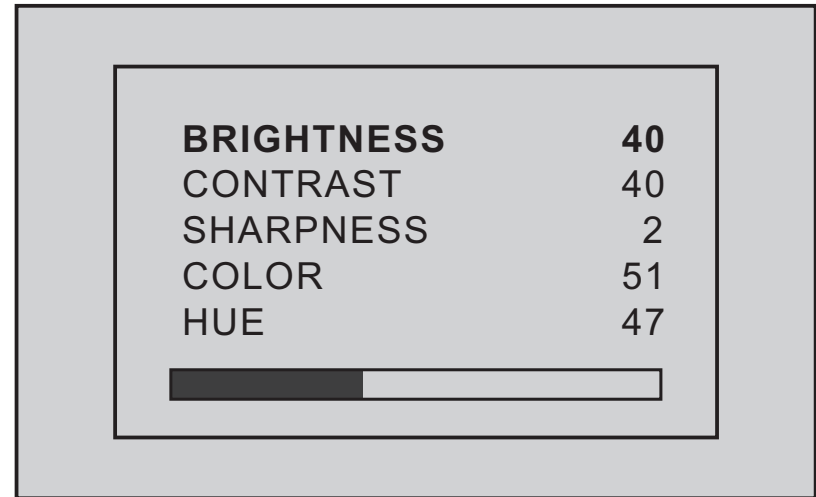 BRIGHTNESS 40
CONTRAST 40
SHARPNESS 2
COLOR 51
HUE 47